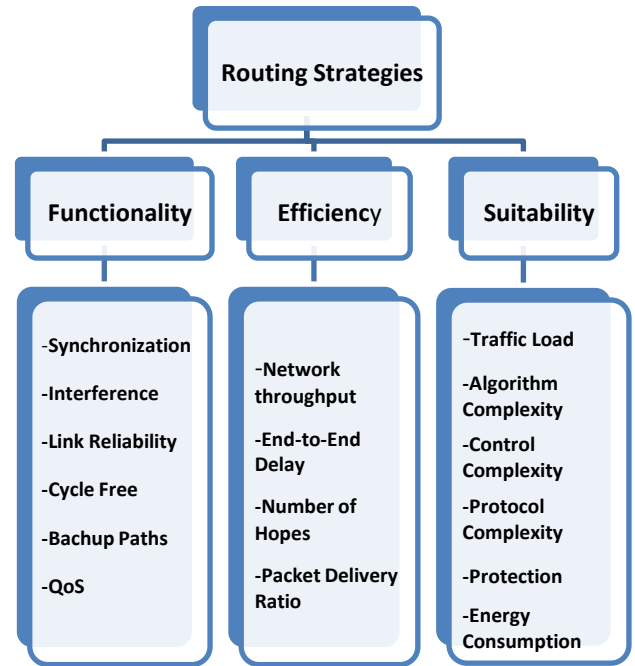 Routing Strategies
Functionality
Efficiency
Suitability
-Synchronization
-Interference
-Link Reliability
-Cycle Free
-Bachup Paths
-QoS
-Network
throughput
-End-to-End
Delay
-Number of
Hopes
-Packet Delivery
Ratio
-Traffic Load
-Algorithm
Complexity
-Control
Complexity
-Protocol
Complexity
-Protection
-Energy
Consumption